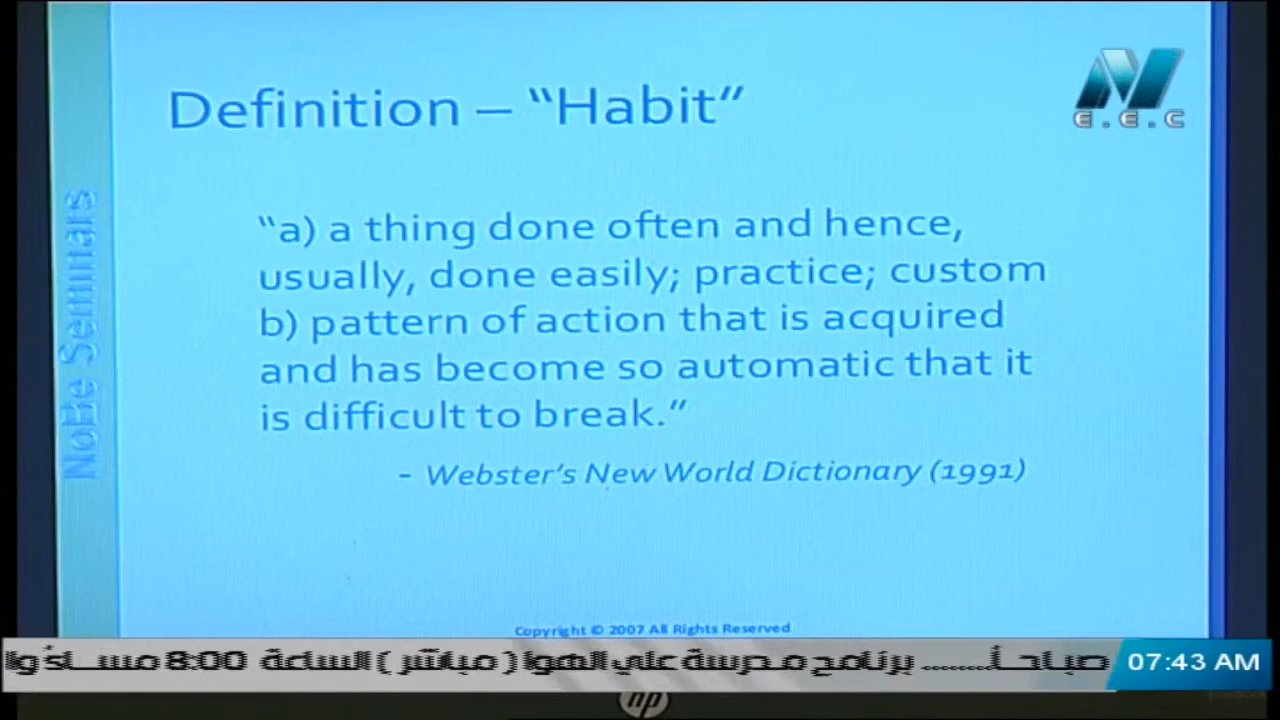 Definition – “Habit”
E.E.C
“a) a thing done often and hence,
usually, done easily; practice; custom
b) pattern of action that is acquired
and has become so automatic that it
is difficult to break.”
- Webster’s New World Dictionary (1991)
Seminars
Copyright © 2007 All Rights Reserved
صباحـاً........ برنامج مدرسة علي الهوا ( مباشر ) الساعة 8:00
07:43 AM
hp